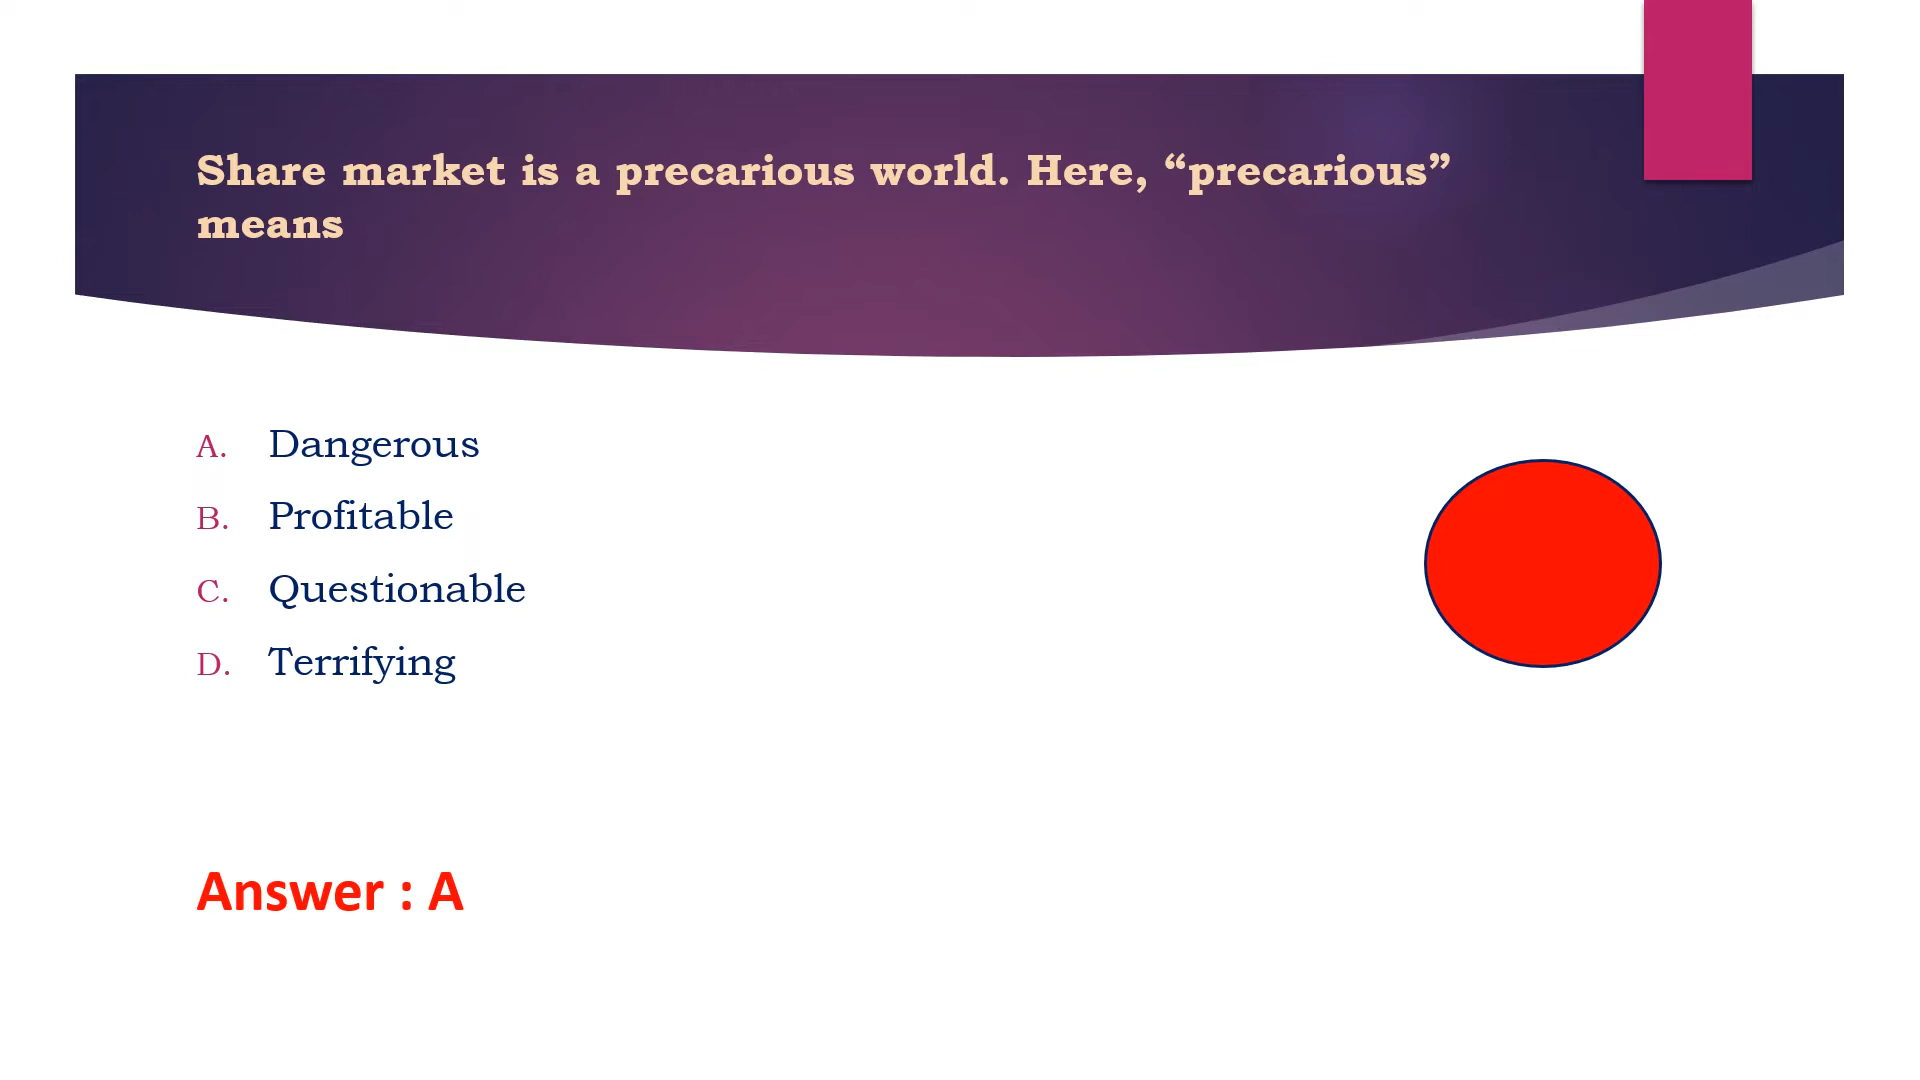 Share market is a precarious world. Here, “precarious”
means
A. Dangerous
B. Profitable
C. Questionable
D. Terrifying
Answer : A